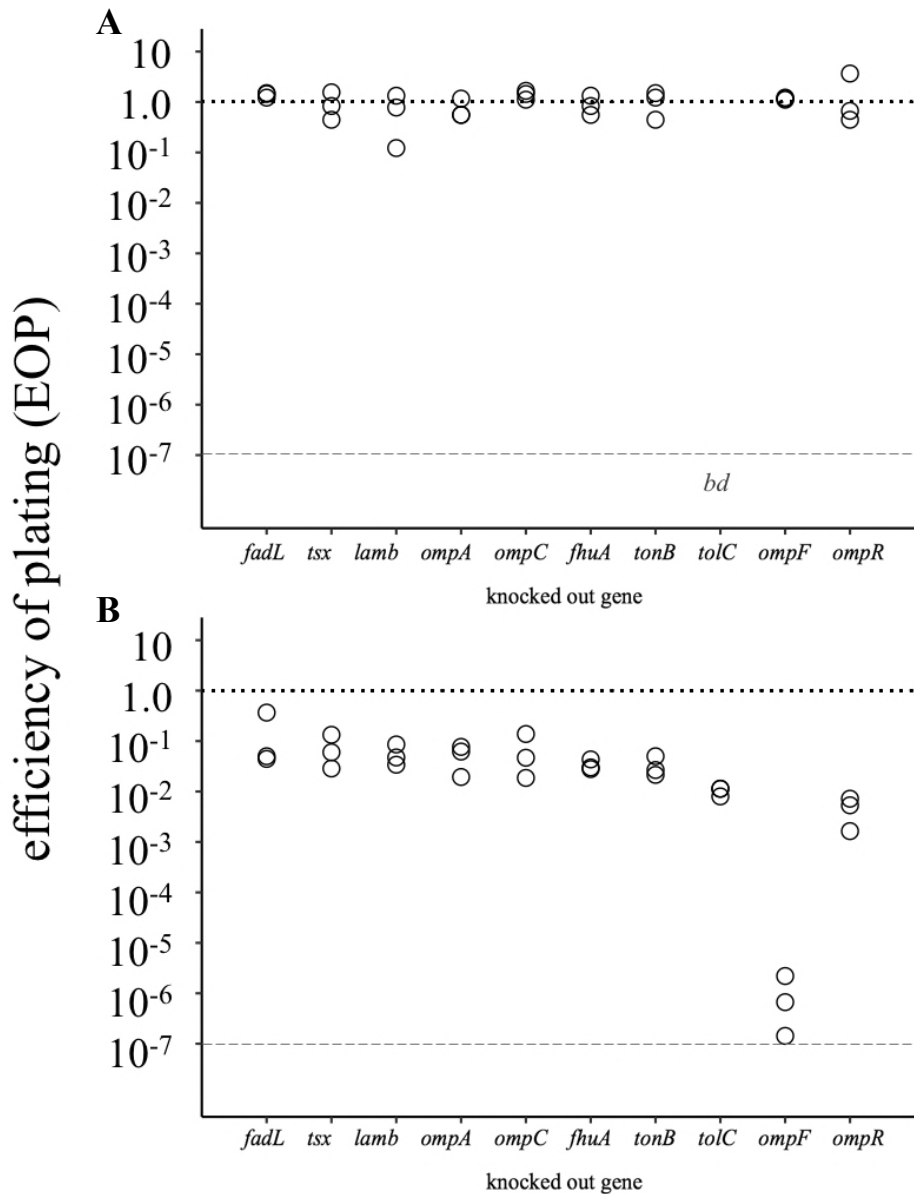 A
efficiency of plating (EOP)
10
1.0
10-1
10-2
10-3
10-4
10-5
10-6
10-7
bd
fadL tsx lamb ompA ompC fhuA tonB tolC ompF ompR
knocked out gene
B
10
1.0
10-1
10-2
10-3
10-4
10-5
10-6
10-7
fadL tsx lamb ompA ompC fhuA tonB tolC ompF ompR
knocked out gene